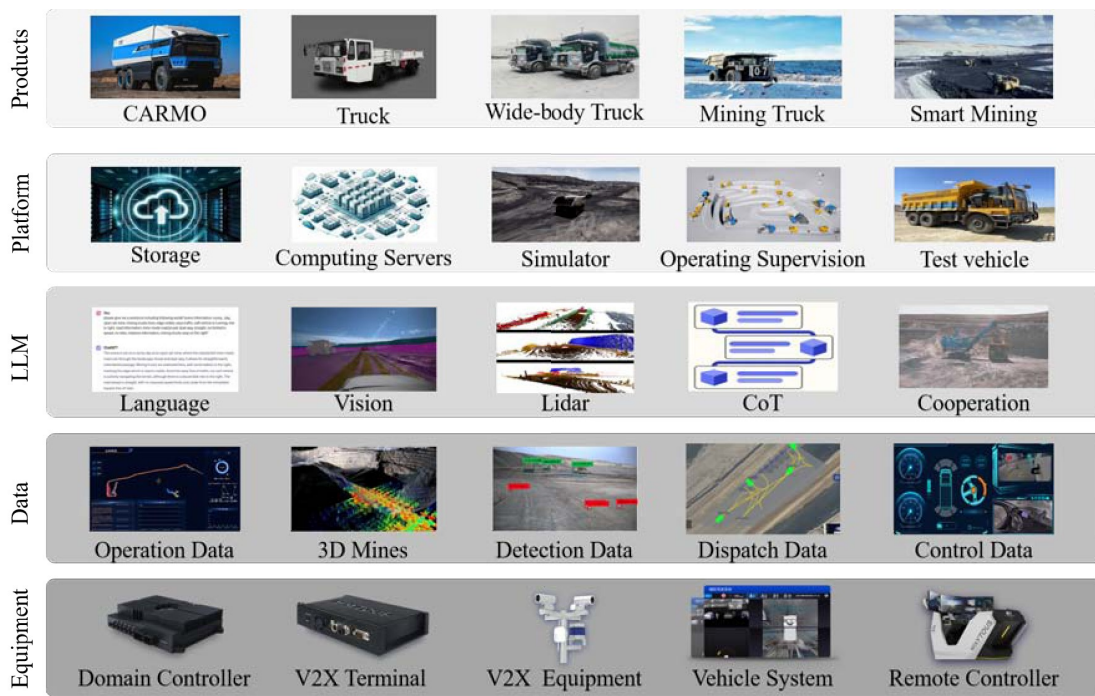 Products
CARMO
Truck
Wide-body Truck
Mining Truck
Smart Mining
Platform
Storage
Computing Servers
Simulator
Operating Supervision
Test vehicle
LLM
Language
Vision
Lidar
CoT
Cooperation
Data
Operation Data
3D Mines
Detection Data
Dispatch Data
Control Data
Equipment
Domain Controller
V2X Terminal
V2X Equipment
Vehicle System
Remote Controller